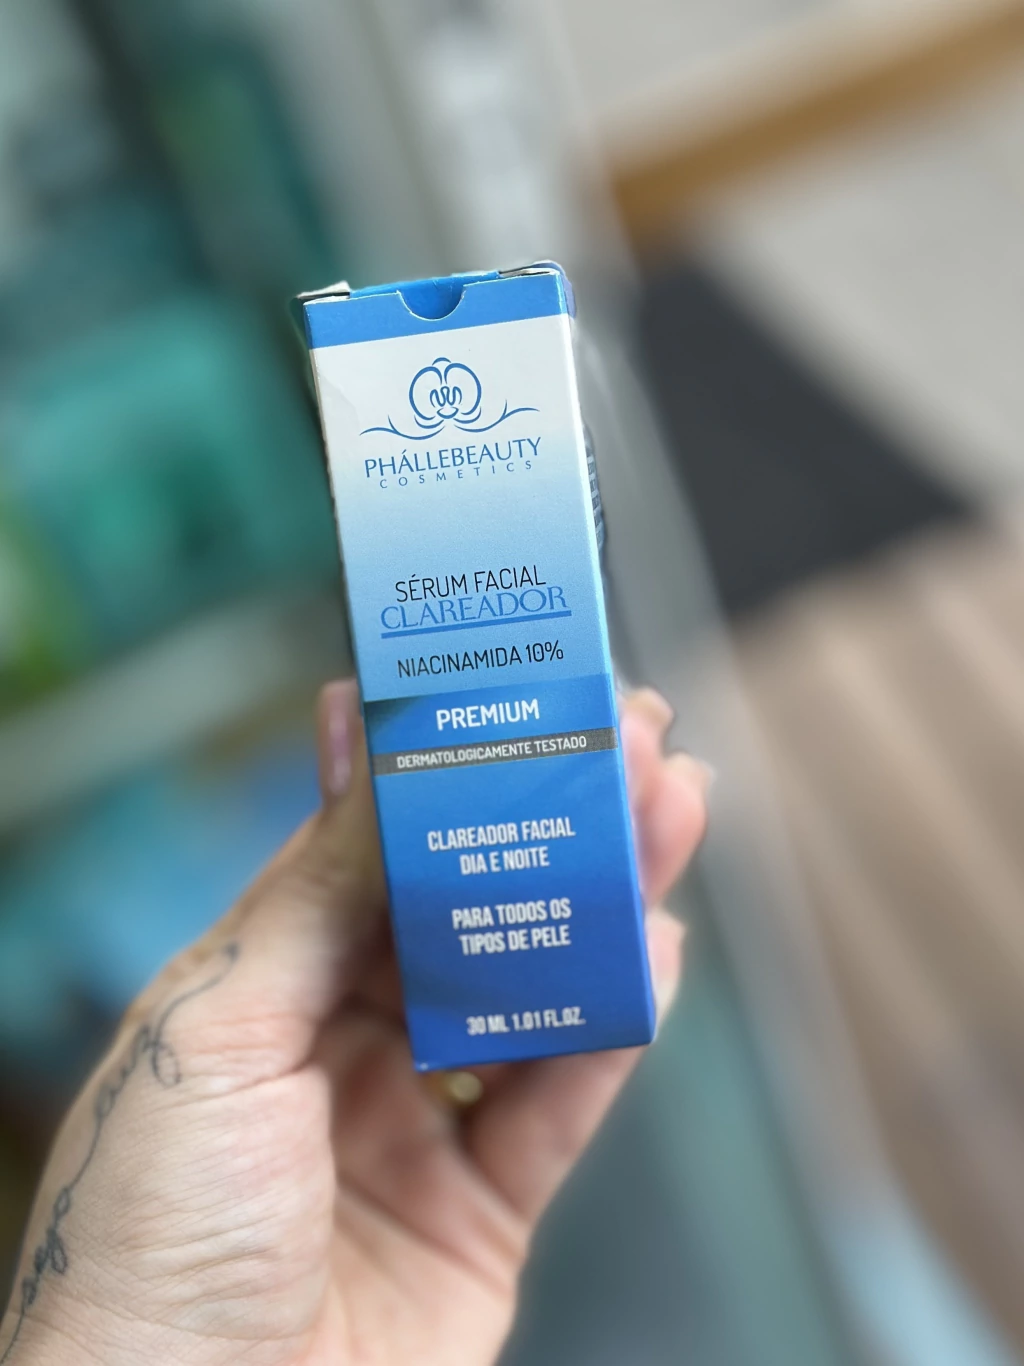 PHÁLLEBEAUTY
COSMETICS
SÉRUM FACIAL
CLAREADOR
NIACINAMIDA 10%
PREMIUM
DERMATOLOGICAMENTE TESTADO
CLAREADOR FACIAL
DIA E NOITE
PARA TODOS OS
TIPOS DE PELE
30 ML 1.01 FL.OZ.